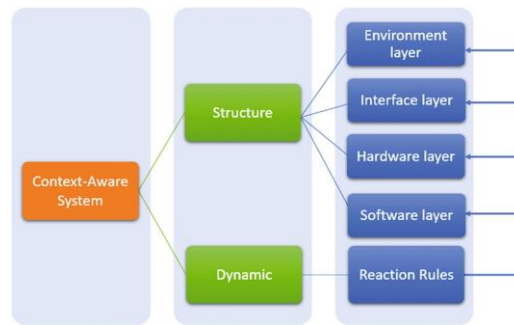 Environment
layer
Structure
Interface layer
Hardware layer
Context-Aware
System
Software layer
Dynamic
Reaction Rules